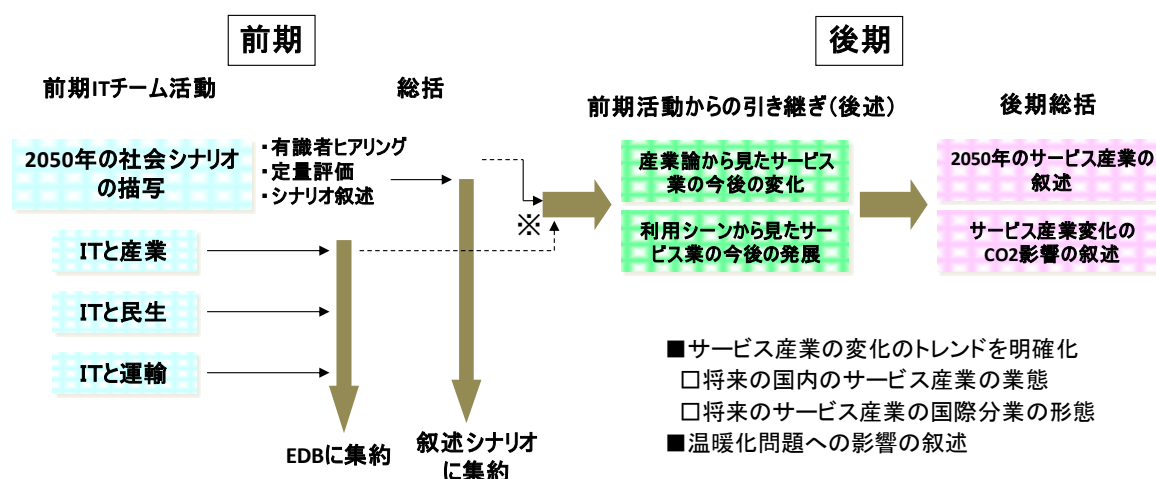 前期
前期ITチーム活動
総括
2050年の社会シナリオ
の描写
・有識者ヒアリング
・定量評価
・シナリオ叙述
ITと産業
ITと民生
ITと運輸
EDBに集約
叙述シナリオ
に集約
※
後期
前期活動からの引き継ぎ(後述)
後期総括
産業論から見たサービス
業の今後の変化
利用シーンから見たサー
ビス業の今後の発展
2050年のサービス産業の
叙述
サービス産業変化の
CO2影響の叙述
■サービス産業の変化のトレンドを明確化
□将来の国内のサービス産業の業態
□将来のサービス産業の国際分業の形態
■温暖化問題への影響の叙述